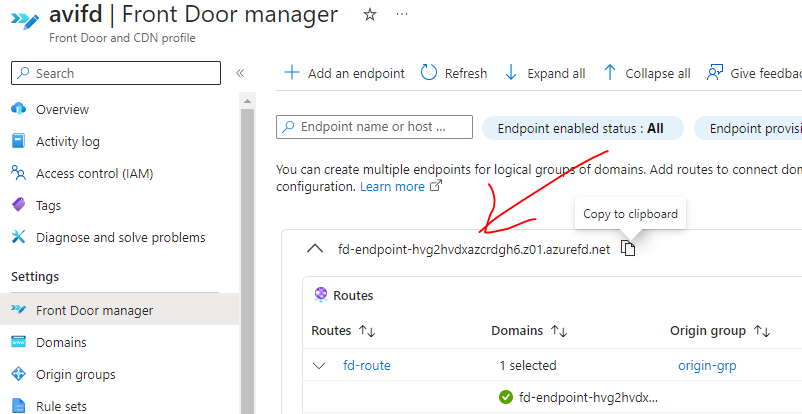 avifd | Front Door manager
Front Door and CDN profile
Search
Overview
Activity log
Access control (IAM)
Tags
Diagnose and solve problems
Settings
Front Door manager
Domains
Origin groups
Rule sets
Add an endpoint Refresh Expand all Collapse all Give feedbac
Endpoint name or host ... Endpoint enabled status : All Endpoint provisi
You can create multiple endpoints for logical groups of domains. Add routes to connect don
configuration. Learn more
Copy to clipboard
fd-endpoint-hvg2hvdxazcrdgh6.z01.azurefd.net
Routes
Routes Domains Origin group
fd-route 1 selected origin-grp
fd-endpoint-hvg2hvdx...